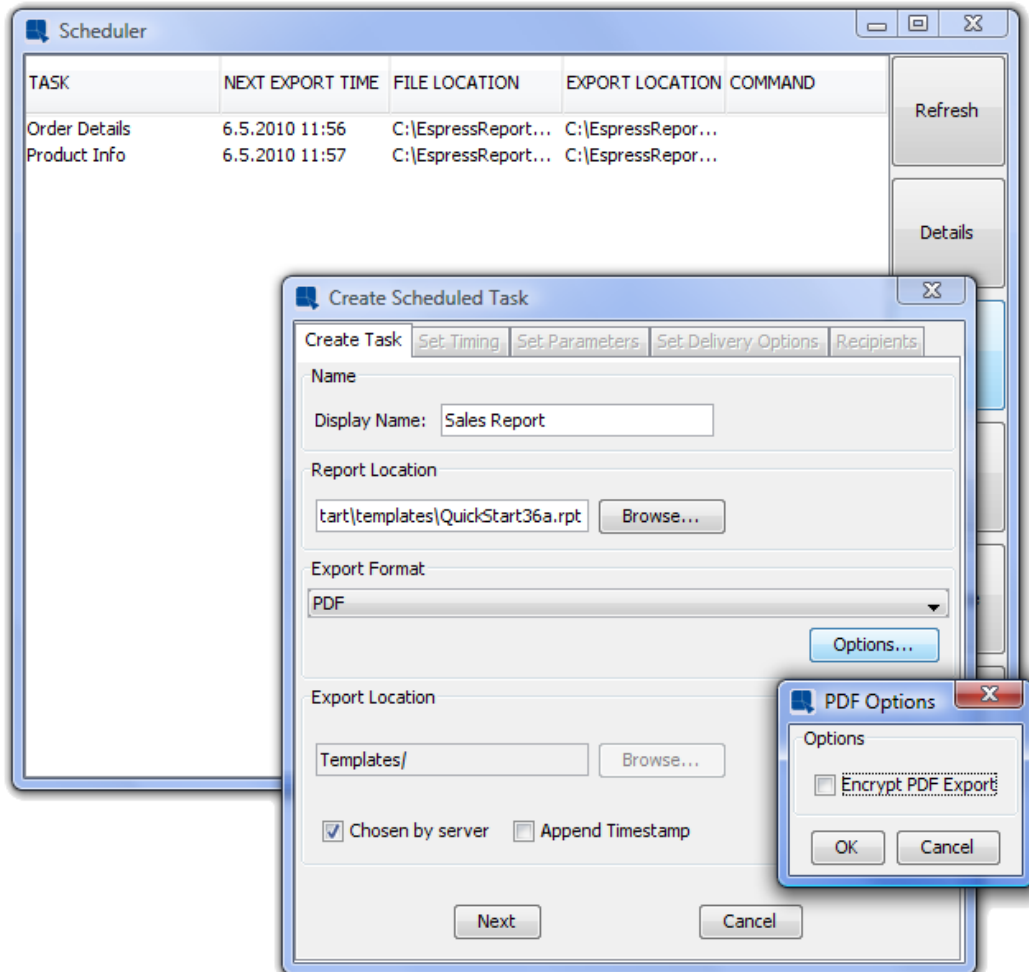 Scheduler
TASK NEXT EXPORT TIME FILE LOCATION EXPORT LOCATION COMMAND
Order Details 6.5.2010 11:56 C:\EspressReport... C:\EspressRepor...
Product Info 6.5.2010 11:57 C:\EspressReport... C:\EspressRepor...
Refresh
Details
Create Scheduled Task
Create Task Set Timing Set Parameters Set Delivery Options Recipients
Name
Display Name: Sales Report
Report Location
tart\templates\QuickStart36a.rpt Browse...
Export Format
PDF
Options...
Export Location
Templates/ Browse...
Chosen by server Append Timestamp
Next Cancel
PDF Options
Options
Encrypt PDF Export
OK Cancel